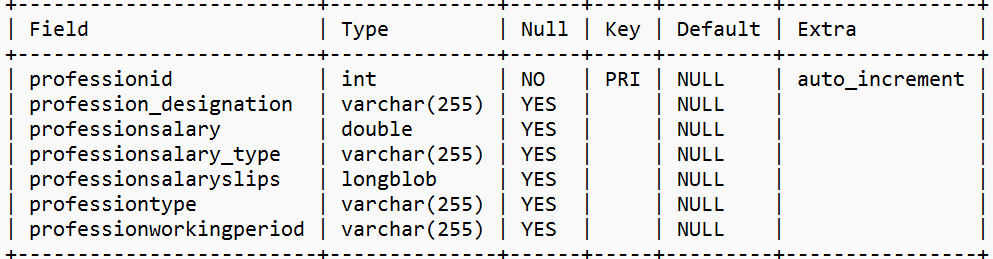 +-------------------------+--------------+------+-----+---------+----------------+
| Field                   | Type         | Null | Key | Default | Extra          |
+-------------------------+--------------+------+-----+---------+----------------+
| professionid            | int          | NO   | PRI | NULL    | auto_increment |
| profession_designation  | varchar(255) | YES  |     | NULL    |                |
| professionsalary        | double       | YES  |     | NULL    |                |
| professionsalary_type   | varchar(255) | YES  |     | NULL    |                |
| professionsalaryslips   | longblob     | YES  |     | NULL    |                |
| professiontype          | varchar(255) | YES  |     | NULL    |                |
| professionworkingperiod | varchar(255) | YES  |     | NULL    |                |
+-------------------------+--------------+------+-----+---------+----------------+